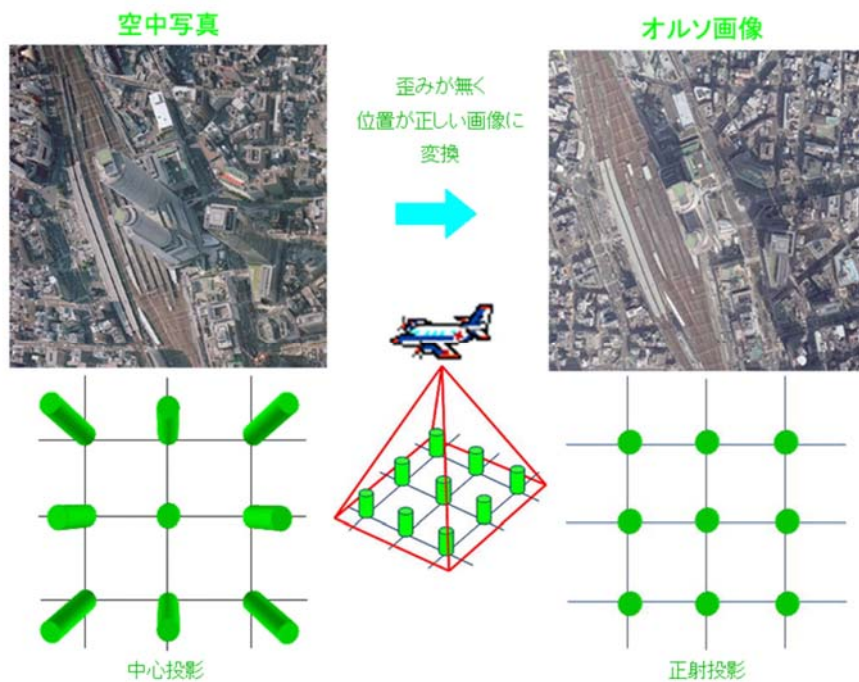 空中写真
オルソ画像
歪みが無く
位置が正しい画像に
変換
中心投影
正射投影